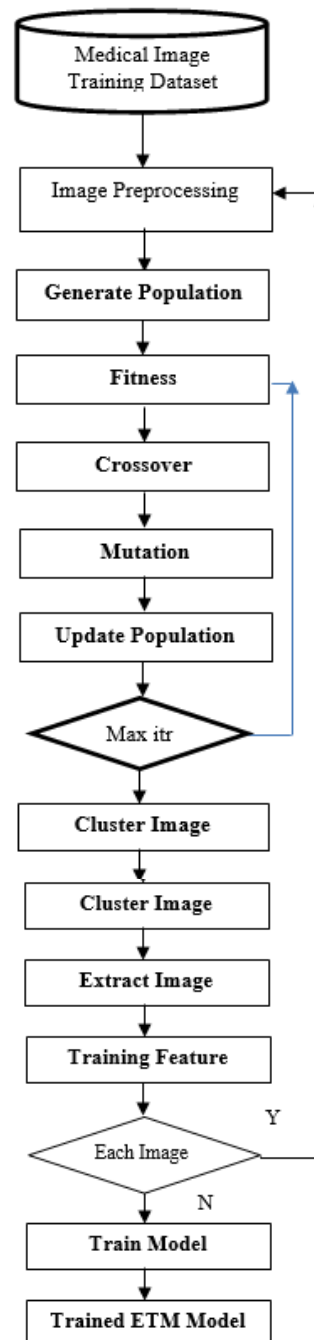 Medical Image
Training Dataset
Image Preprocessing
Generate Population
Fitness
Crossover
Mutation
Update Population
Max itr
Cluster Image
Cluster Image
Extract Image
Training Feature
Y
Each Image
N
Train Model
Trained ETM Model